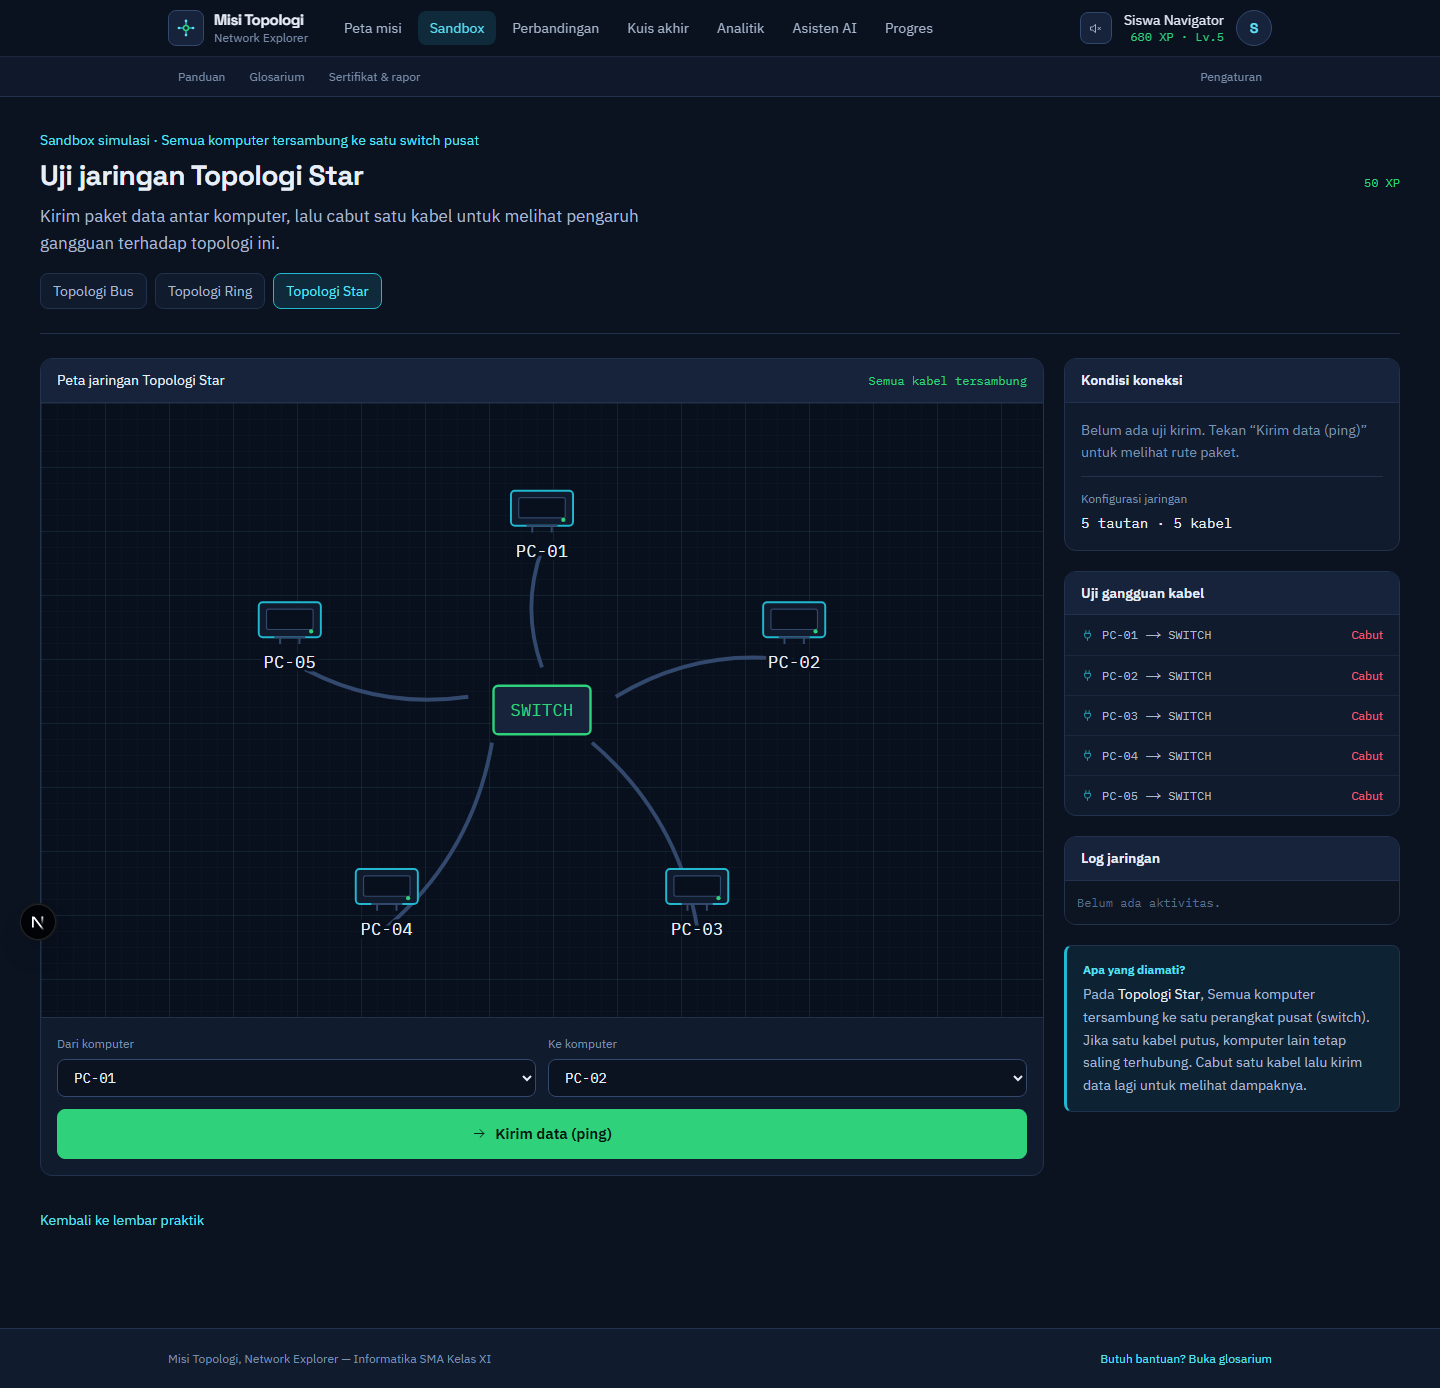 Misi Topologi
Network Explorer
Peta misi
Sandbox
Perbandingan
Kuis akhir
Analitik
Asisten AI
Progres
Siswa Navigator
680 XP · Lv.5
S
Panduan
Glosarium
Sertifikat & rapor
Pengaturan
Sandbox simulasi · Semua komputer tersambung ke satu switch pusat
Uji jaringan Topologi Star
50 XP
Kirim paket data antar komputer, lalu cabut satu kabel untuk melihat pengaruh
gangguan terhadap topologi ini.
Topologi Bus
Topologi Ring
Topologi Star
Peta jaringan Topologi Star
Semua kabel tersambung
PC-01
PC-05
PC-02
SWITCH
PC-04
PC-03
N
Dari komputer
PC-01
Ke komputer
PC-02
→ Kirim data (ping)
Kondisi koneksi
Belum ada uji kirim. Tekan “Kirim data (ping)”
untuk melihat rute paket.
Konfigurasi jaringan
5 tautan · 5 kabel
Uji gangguan kabel
PC-01 ⟶ SWITCH Cabut
PC-02 ⟶ SWITCH Cabut
PC-03 ⟶ SWITCH Cabut
PC-04 ⟶ SWITCH Cabut
PC-05 ⟶ SWITCH Cabut
Log jaringan
Belum ada aktivitas.
Apa yang diamati?
Pada Topologi Star, Semua komputer
tersambung ke satu perangkat pusat (switch).
Jika satu kabel putus, komputer lain tetap
saling terhubung. Cabut satu kabel lalu kirim
data lagi untuk melihat dampaknya.
Kembali ke lembar praktik
Misi Topologi, Network Explorer — Informatika SMA Kelas XI
Butuh bantuan? Buka glosarium